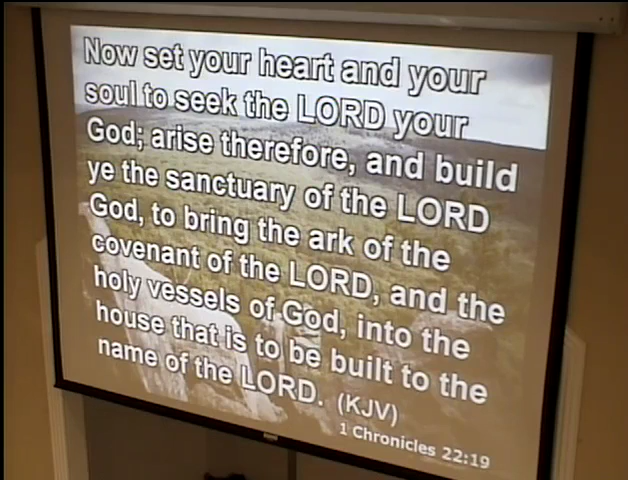 Now set your heart and your
soul to seek the LORD your
God; arise therefore, and build
ye the sanctuary of the LORD
God, to bring the ark of the
covenant of the LORD, and the
holy vessels of God, into the
house that is to be built to the
name of the LORD. (KJV)
1 Chronicles 22:19